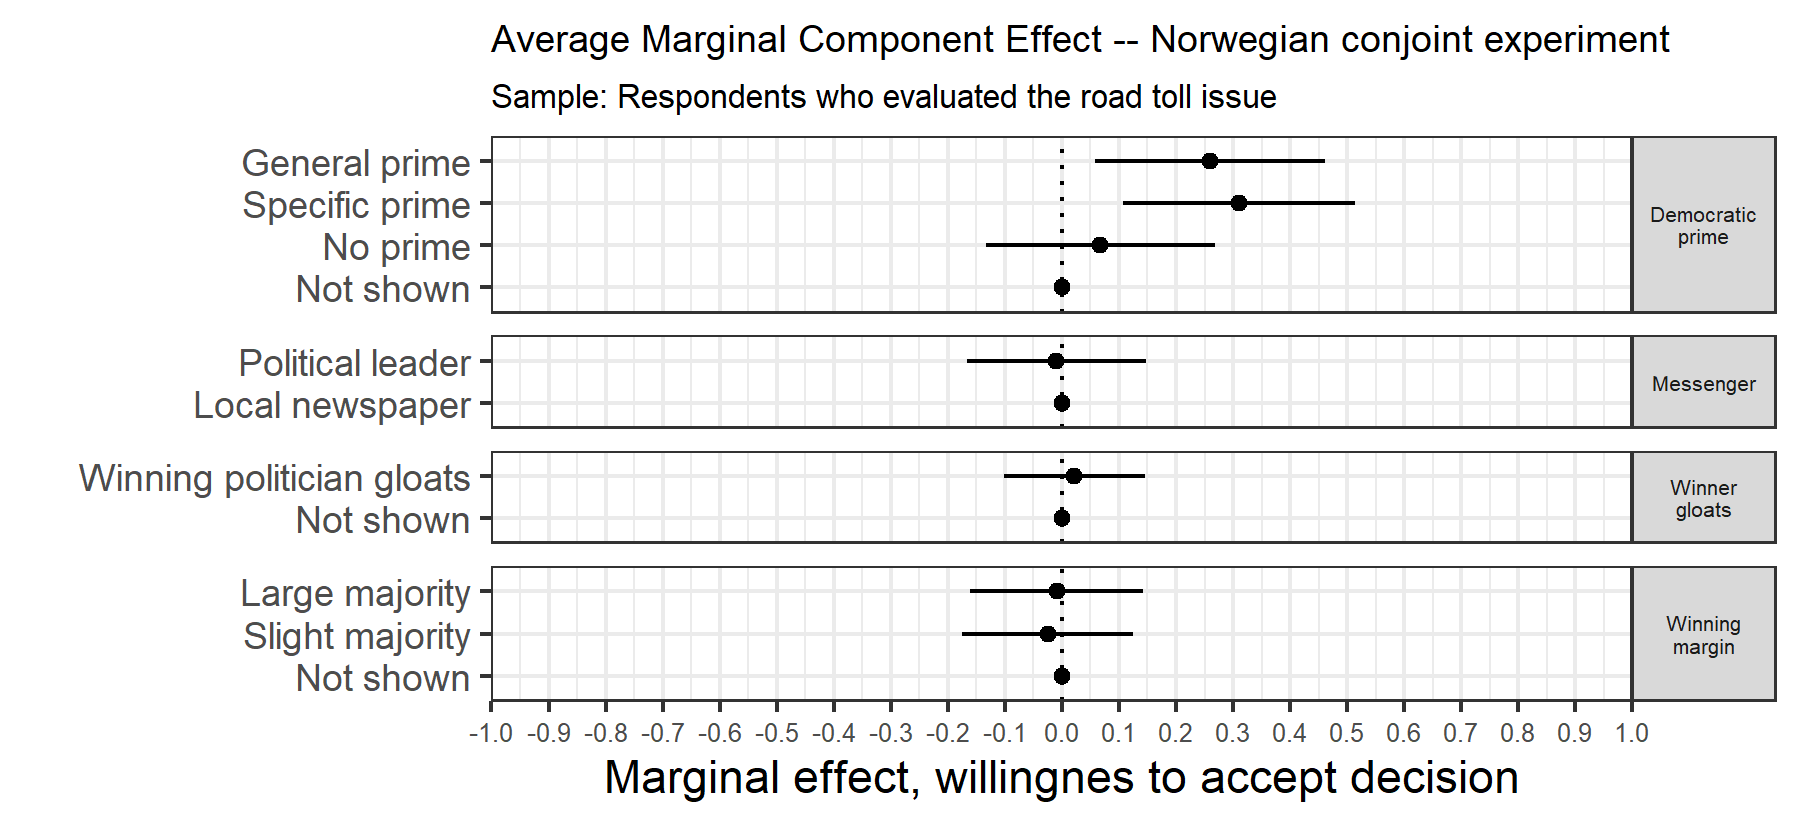 Average Marginal Component Effect -- Norwegian conjoint experiment
Sample: Respondents who evaluated the road toll issue
General prime
Specific prime
No prime
Not shown
Democratic
prime
Political leader
Local newspaper
Messenger
Winning politician gloats
Not shown
Winner
gloats
Large majority
Slight majority
Not shown
Winning
margin
-1.0 -0.9 -0.8 -0.7 -0.6 -0.5 -0.4 -0.3 -0.2 -0.1 0.0 0.1 0.2 0.3 0.4 0.5 0.6 0.7 0.8 0.9 1.0
Marginal effect, willingnes to accept decision